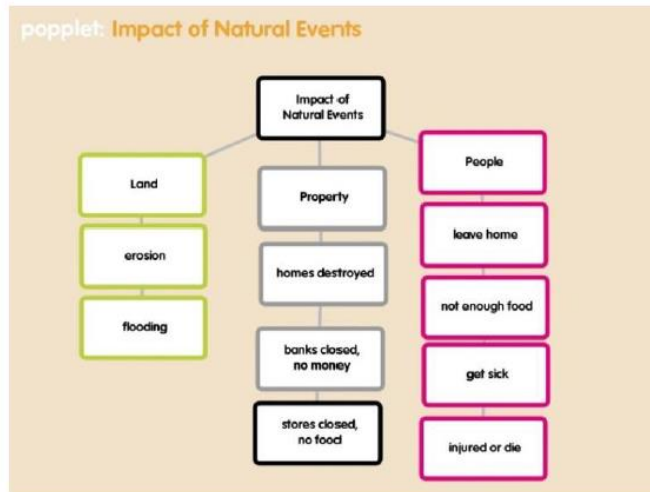 popplet: Impact of Natural Events
Impact of
Natural Events
Land
erosion
flooding
Property
homes destroyed
banks closed,
no money
stores closed,
no food
People
leave home
not enough food
get sick
injured or die